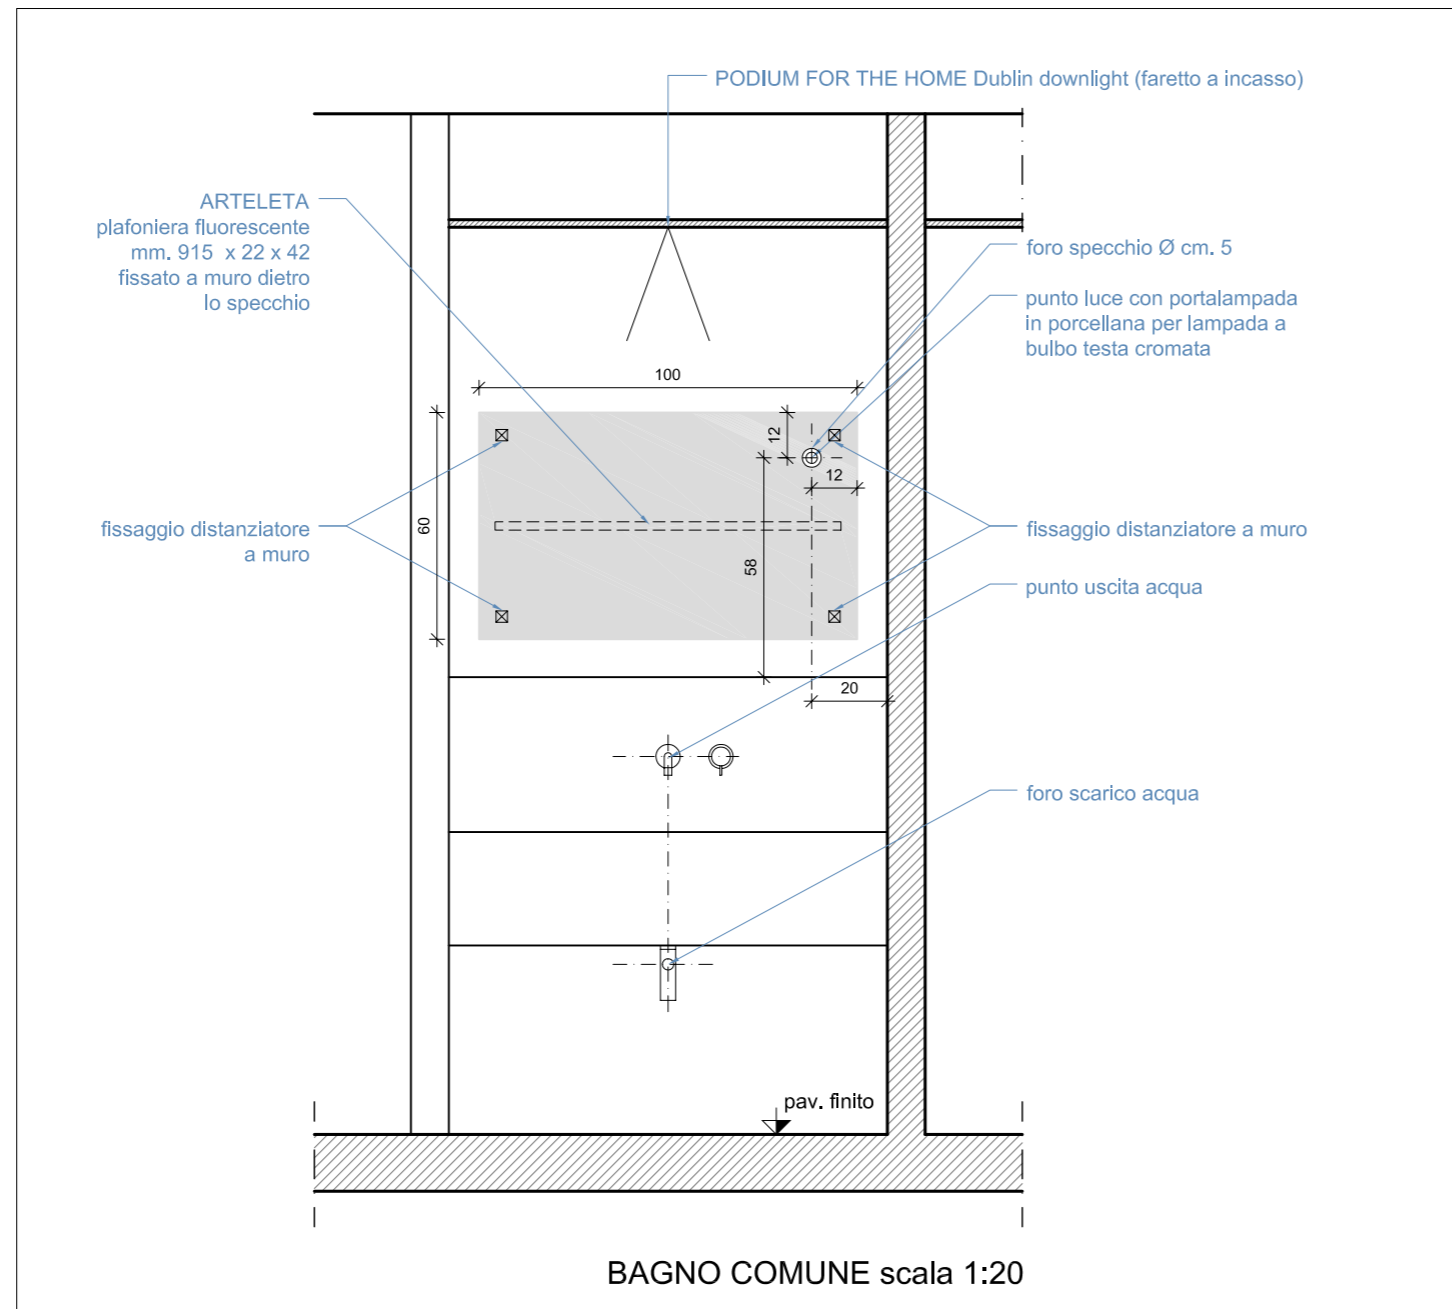 PODIUM FOR THE HOME Dublin downlight (faretto a incasso)
ARTELETA
plafoniera fluorescente
mm. 915 x 22 x 42
fissato a muro dietro
lo specchio
foro specchio Ø cm. 5
punto luce con portalampada
in porcellana per lampada a
bulbo testa cromata
100
12
12
60
58
fissaggio distanziatore
a muro
fissaggio distanziatore a muro
punto uscita acqua
20
foro scarico acqua
pav. finito
BAGNO COMUNE scala 1:20